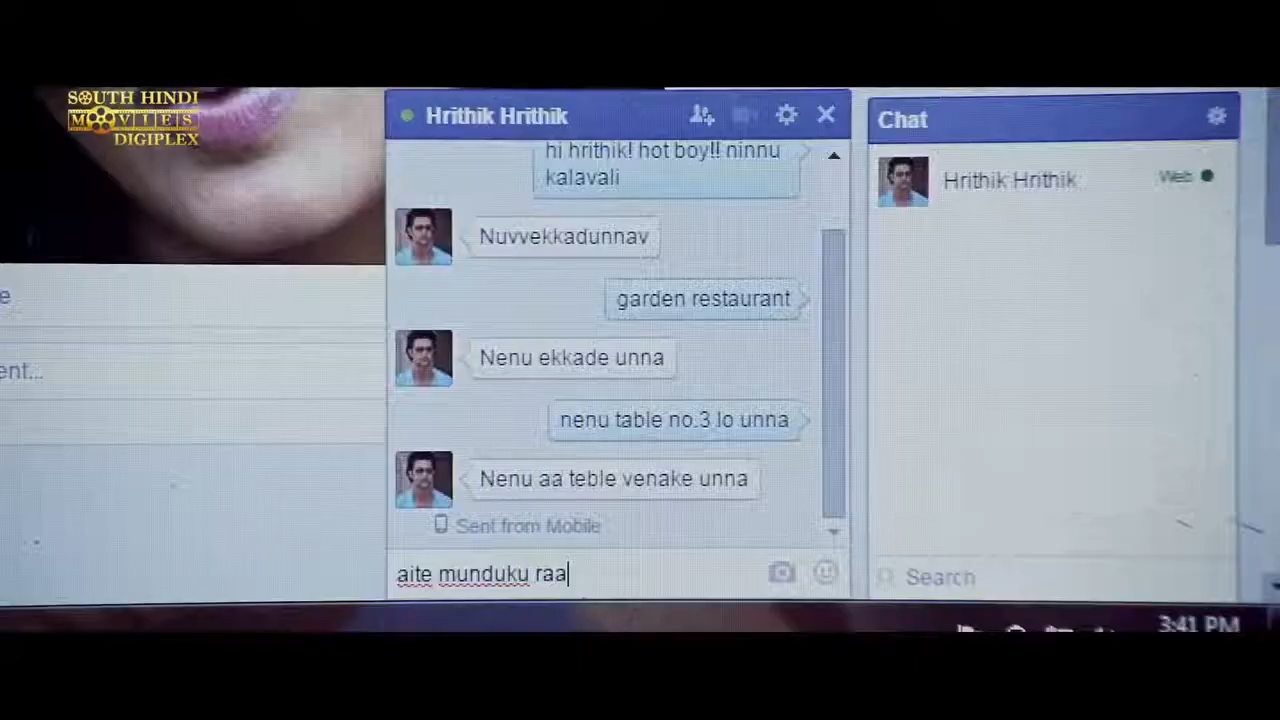 SOUTH HINDI
MOVIES
DIGIPLEX
Hrithik Hrithik
hi hrithik! hot boy!! ninnu
kalavali
Nuvvekkadunnav
garden restaurant
Nenu ekkade unna
nenu table no.3 lo unna
Nenu aa teble venake unna
Sent from Mobile
aite munduku raa
Chat
Hrithik Hrithik
Web
Search
e
ent...
3:41 PM